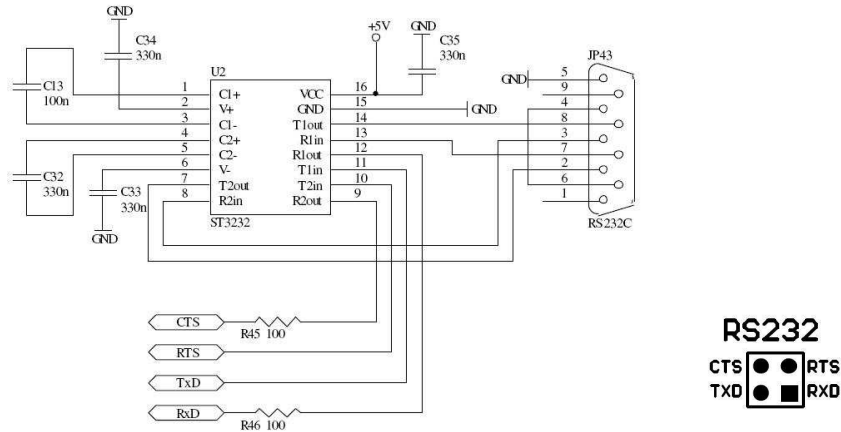 GND
C34
330n
+5V
GND
C35
330n
JP43
C13
100n
U2
1 C1+ VCC 16
2 V+ GND 15 GND
3 C1- T1out 14
4 C2+ R1in 13
5 C2- R1out 12
6 V- T1in 11
7 T2out T2in 10
8 R2in R2out 9
ST3232
C32
330n
C33
330n
GND
GND 5
9
4
8
3
7
2
6
1
RS232C
CTS
R45 100
RTS
TxD
RxD
R46 100
RS232
CTS RTS
TXD RXD